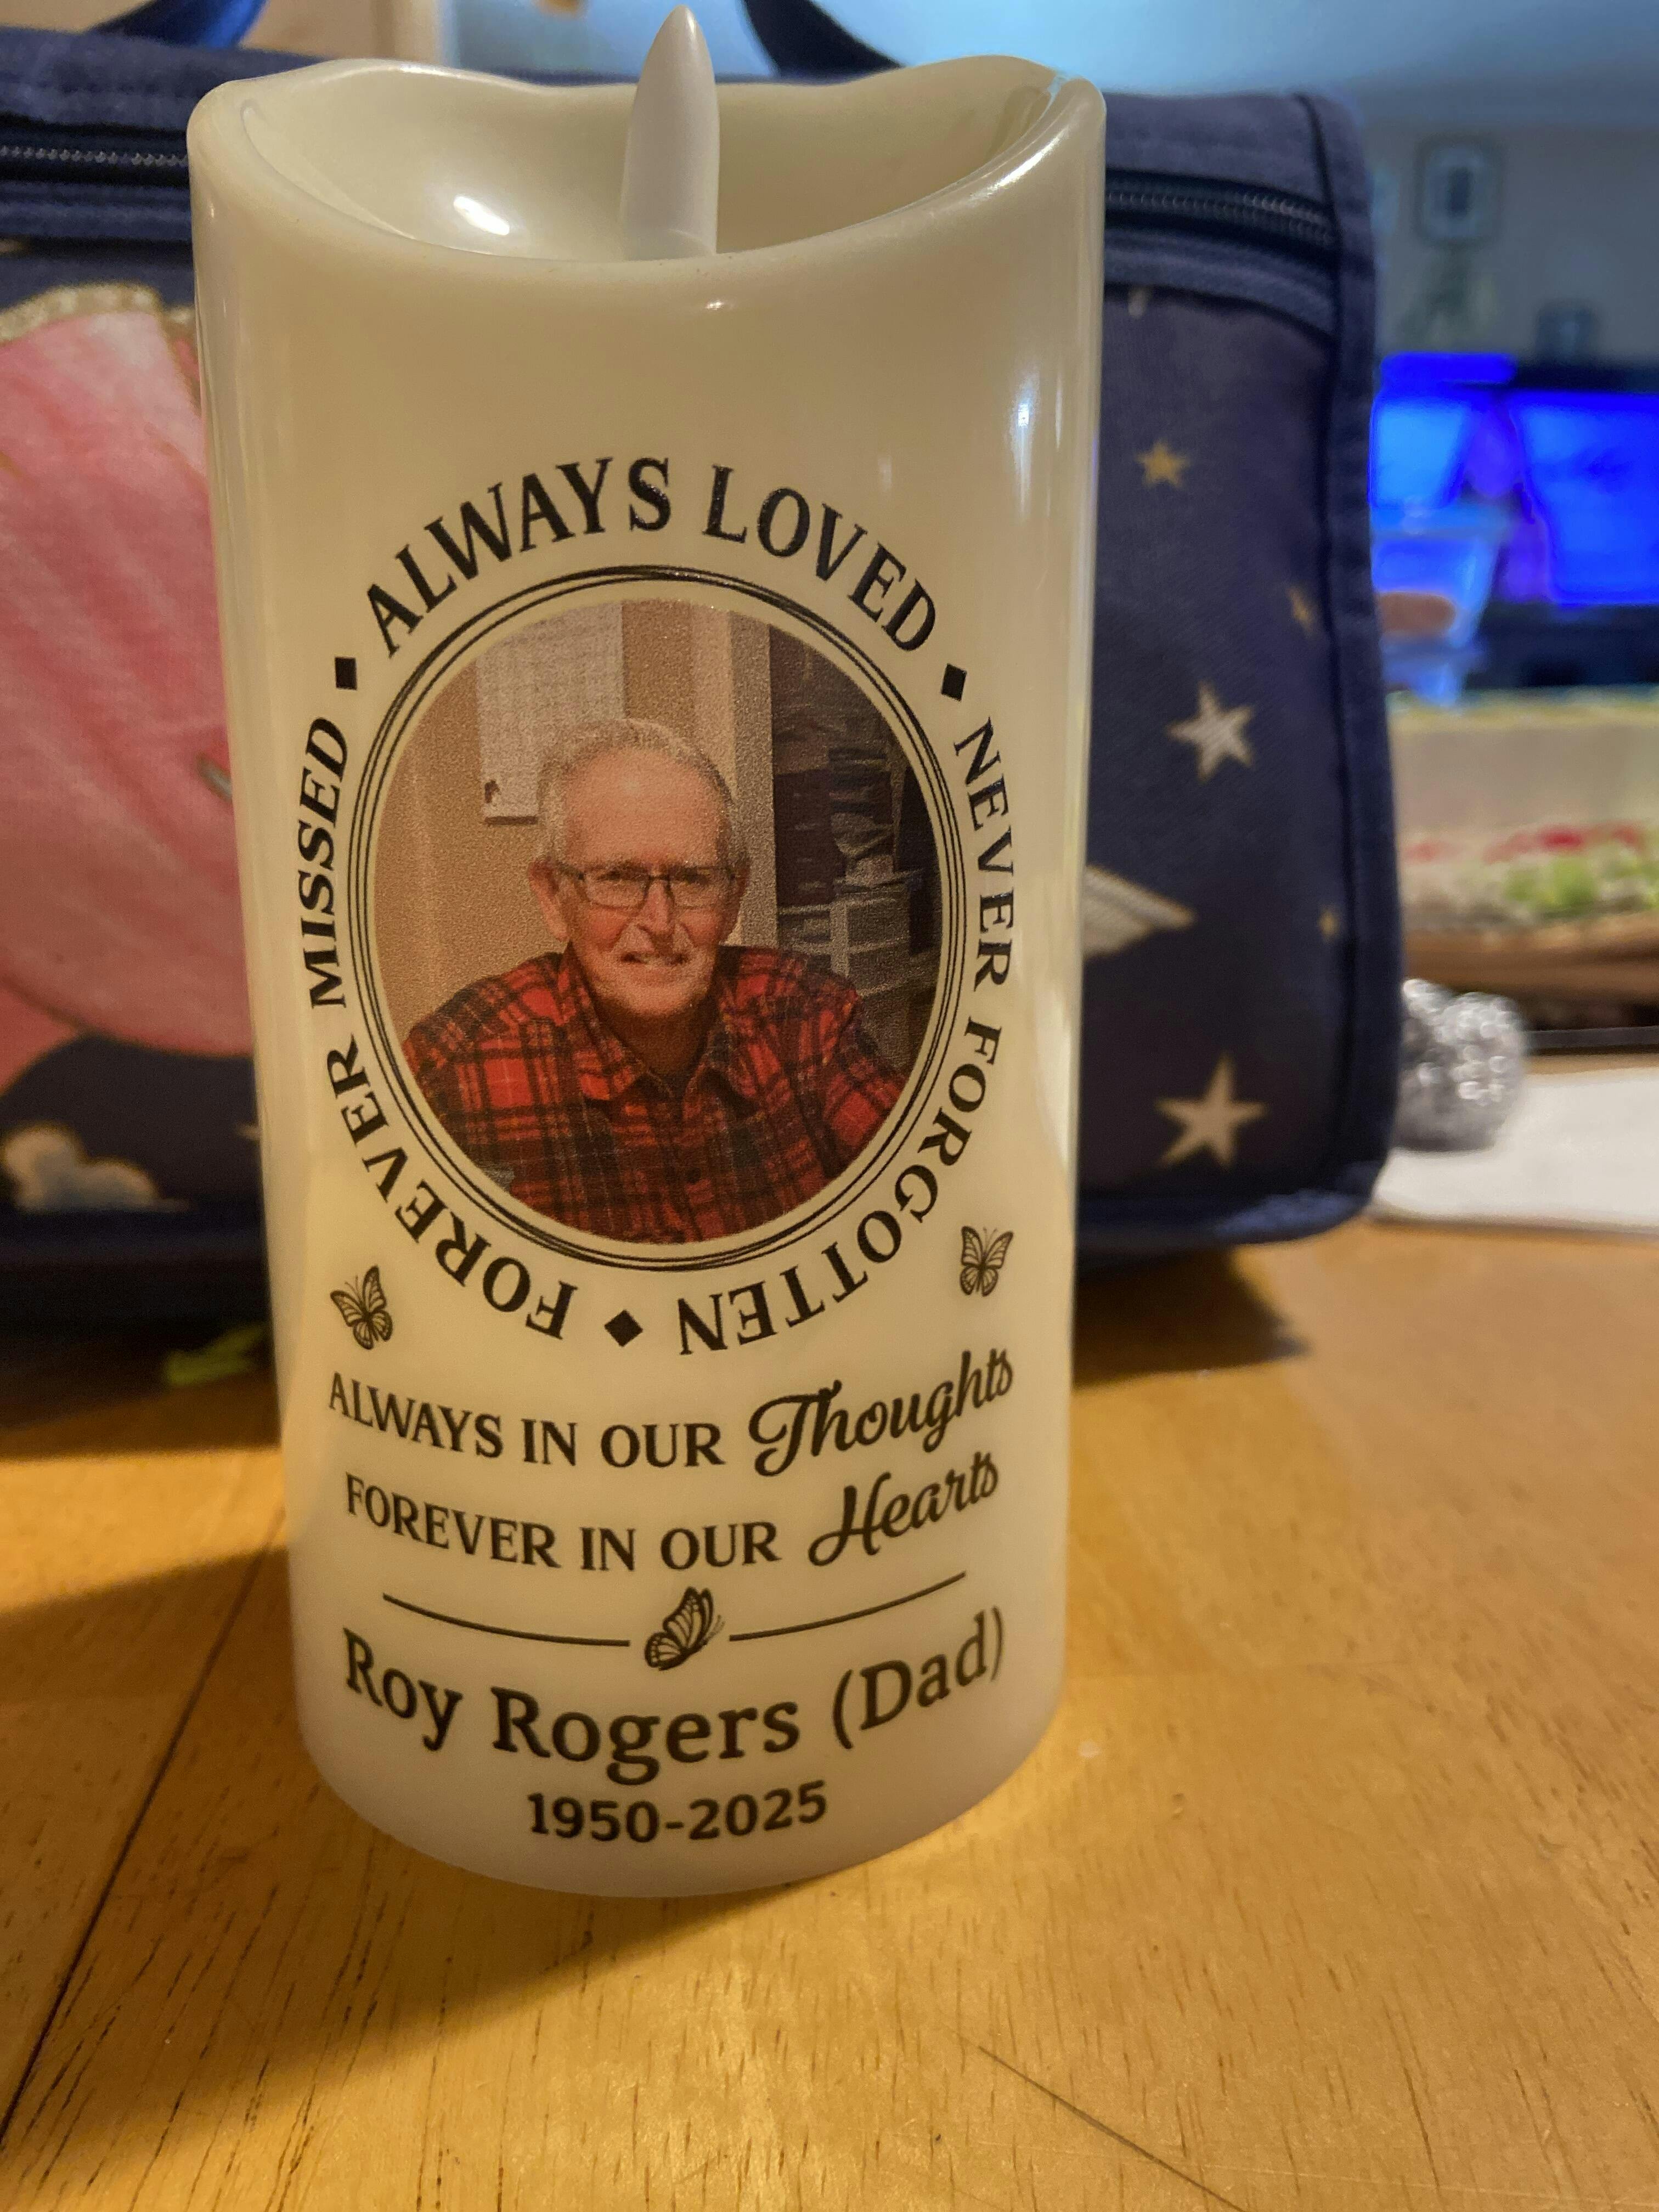 ALWAYS LOVED ◆ NEVER FORGOTTEN ◆ FOREVER MISSED ◆
ALWAYS IN OUR Thoughts
FOREVER IN OUR Hearts
Roy Rogers (Dad)
1950-2025